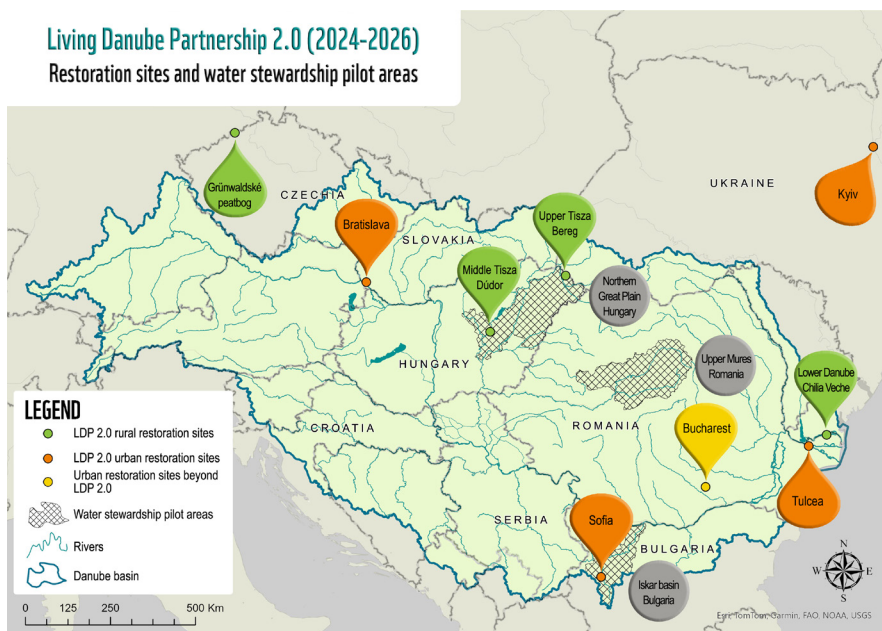 Living Danube Partnership 2.0 (2024-2026)
Restoration sites and water stewardship pilot areas
Grünwaldské
peatbog
CZECHIA
UKRAINE
Kyiv
Bratislava
SLOVAKIA
Upper Tisza
Bereg
Middle Tisza
Dúdor
Northern
Great Plain
Hungary
HUNGARY
Upper Mures
Romania
Lower Danube
Chilia Veche
CROATIA
ROMANIA
Bucharest
Tulcea
SERBIA
Sofia
BULGARIA
Iskar basin
Bulgaria
LEGEND
LDP 2.0 rural restoration sites
LDP 2.0 urban restoration sites
Urban restoration sites beyond
LDP 2.0
Water stewardship pilot areas
Rivers
Danube basin
0 125 250 500 Km
N
W E
S
Esri, TomTom, Garmin, FAO, NOAA, USGS